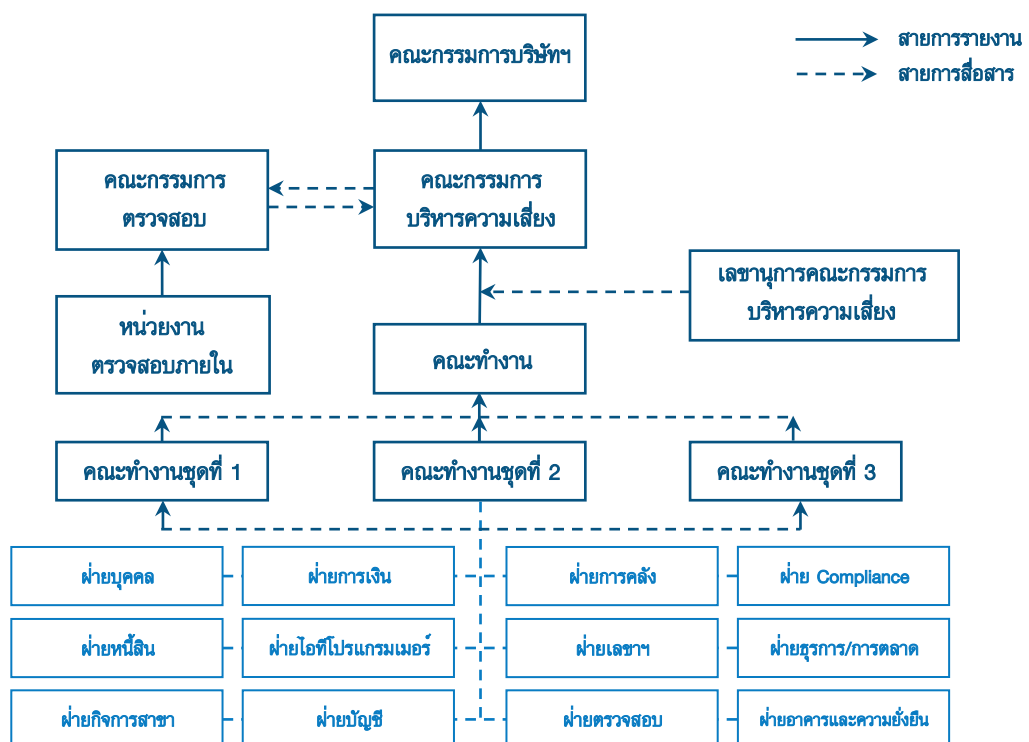 คณะกรรมการบริษัทฯ
สายการรายงาน
สายการสื่อสาร
คณะกรรมการ
ตรวจสอบ
คณะกรรมการ
บริหารความเสี่ยง
เลขานุการคณะกรรมการ
บริหารความเสี่ยง
หน่วยงาน
ตรวจสอบภายใน
คณะทำงาน
คณะทำงานชุดที่ 1
คณะทำงานชุดที่ 2
คณะทำงานชุดที่ 3
ฝ่ายบุคคล
ฝ่ายการเงิน
ฝ่ายการคลัง
ฝ่าย Compliance
ฝ่ายหนี้สิน
ฝ่ายไอทีโปรแกรมเมอร์
ฝ่ายเลขาฯ
ฝ่ายธุรการ/การตลาด
ฝ่ายกิจการสาขา
ฝ่ายบัญชี
ฝ่ายตรวจสอบ
ฝ่ายอาคารและความยั่งยืน